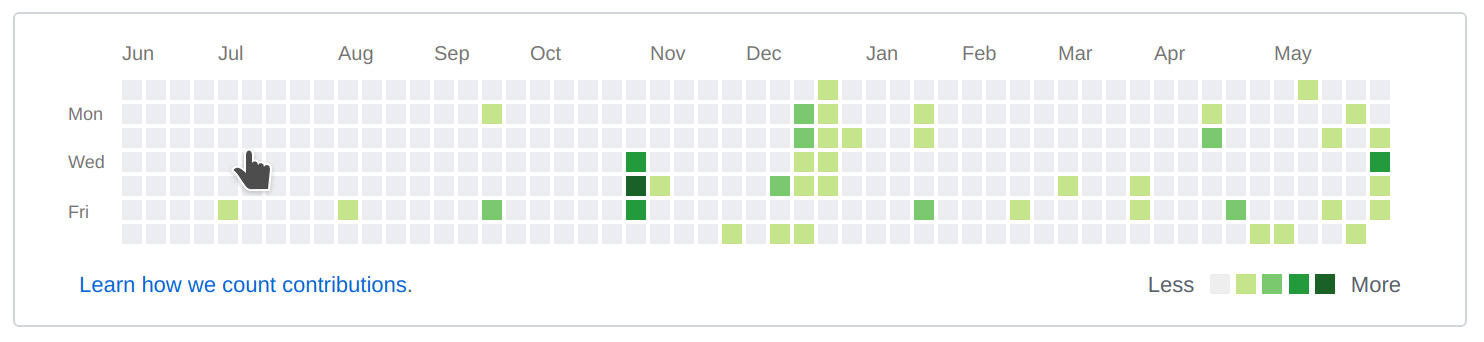 Jun Jul Aug Sep Oct Nov Dec Jan Feb Mar Apr May
Mon
Wed
Fri
Learn how we count contributions.
Less More